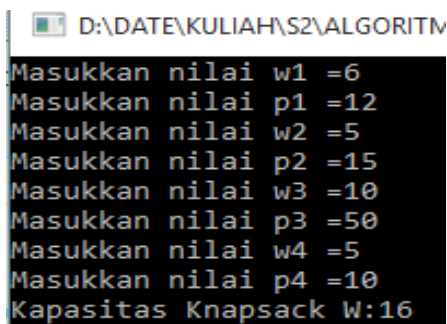 D:\DATE\KULIAH\S2\ALGORITM
Masukkan nilai w1 =6
Masukkan nilai p1 =12
Masukkan nilai w2 =5
Masukkan nilai p2 =15
Masukkan nilai w3 =10
Masukkan nilai p3 =50
Masukkan nilai w4 =5
Masukkan nilai p4 =10
Kapasitas Knapsack W:16